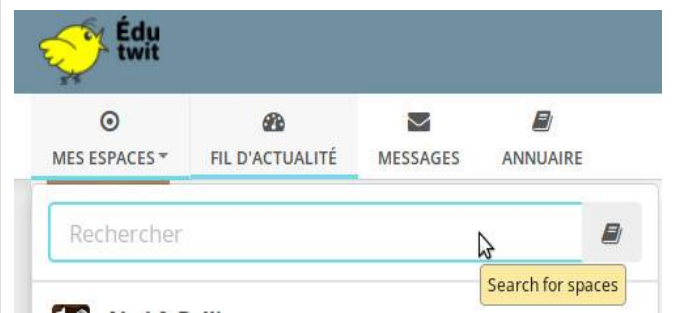 Édu
twit
MES ESPACES FIL D'ACTUALITÉ MESSAGES ANNUAIRE
Rechercher
Search for spaces